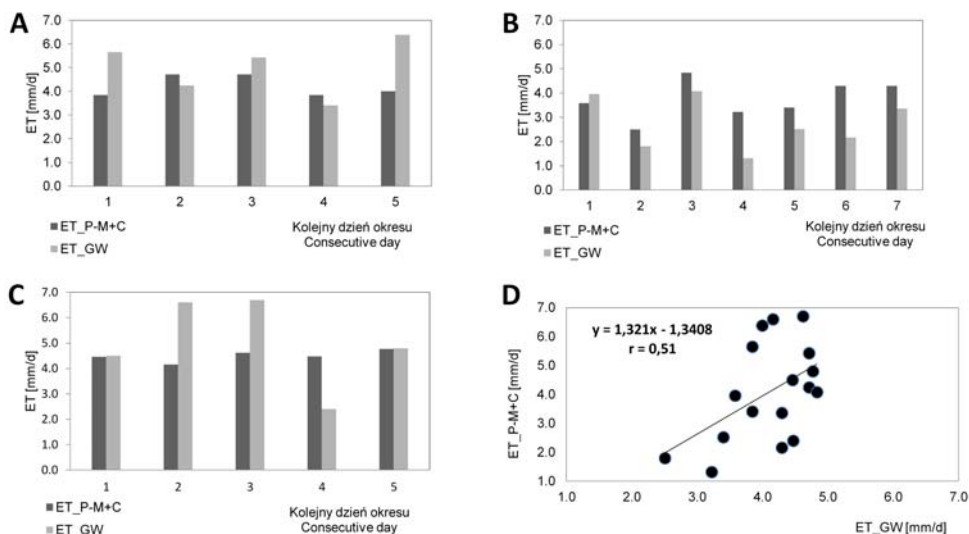 A
ET [mm/d]
7.0
6.0
5.0
4.0
3.0
2.0
1.0
0.0
1 2 3 4 5
ET_P-M+C
ET_GW
Kolejny dzień okresu
Consecutive day
B
ET [mm/d]
7.0
6.0
5.0
4.0
3.0
2.0
1.0
0.0
1 2 3 4 5 6 7
ET_P-M+C
ET_GW
Kolejny dzień okresu
Consecutive day
C
ET [mm/d]
7.0
6.0
5.0
4.0
3.0
2.0
1.0
0.0
1 2 3 4 5
ET_P-M+C
ET_GW
Kolejny dzień okresu
Consecutive day
D
ET_P-M+C [mm/d]
7.0
6.0
5.0
4.0
3.0
2.0
1.0
y = 1,321x - 1,3408
r = 0,51
1.0 2.0 3.0 4.0 5.0 6.0 7.0
ET_GW [mm/d]